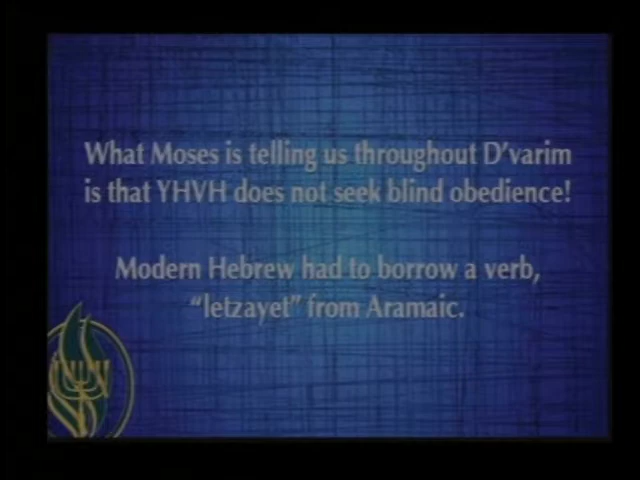 What Moses is telling us throughout D'varim
is that YHVH does not seek blind obedience!
Modern Hebrew had to borrow a verb,
"letzayet" from Aramaic.